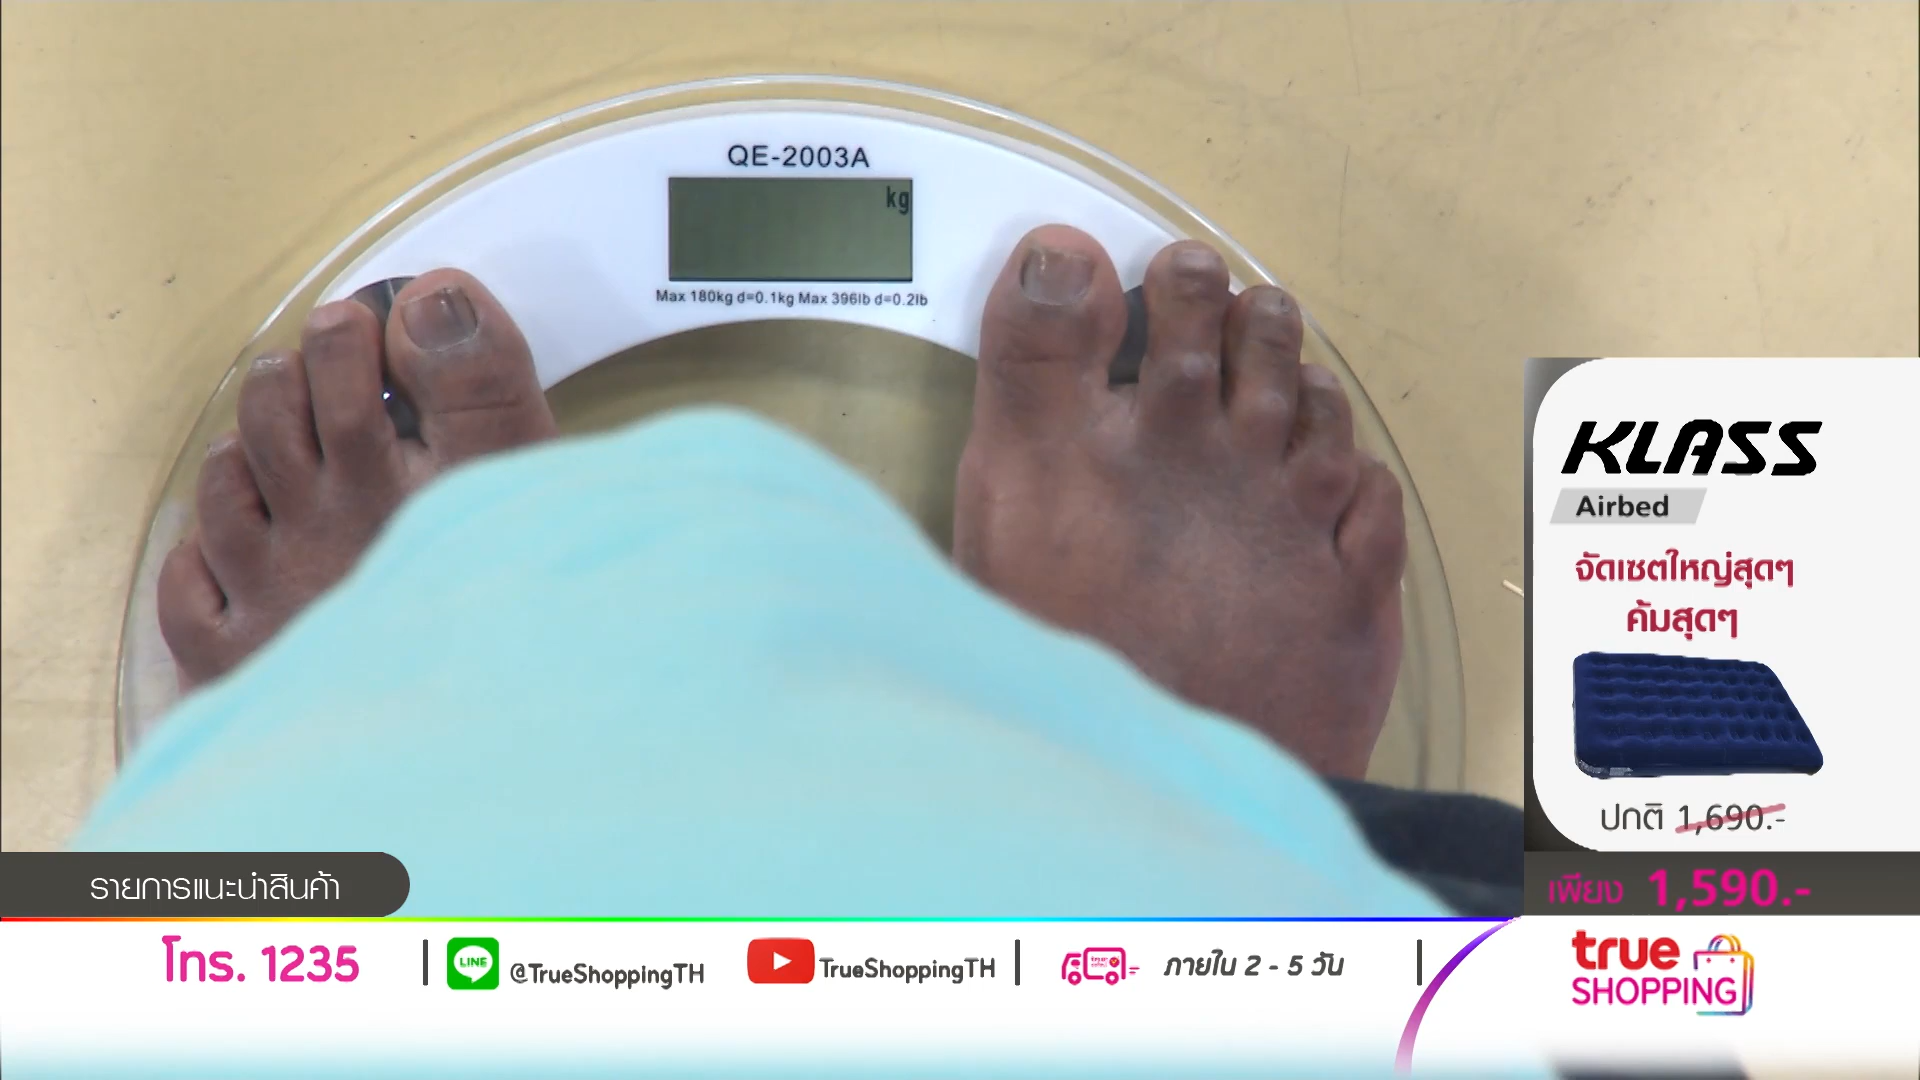 QE-2003A
kg
Max 180kg d=0.1kg Max 396lb d=0.2lb
KLASS
Airbed
จัดเซตใหญ่สุดๆ
คุ้มสุดๆ
ปกติ 1,690.-
เพียง 1,590.-
รายการแนะนำสินค้า
โทร. 1235
LINE @TrueShoppingTH
TrueShoppingTH
ภายใน 2 - 5 วัน
true
SHOPPING